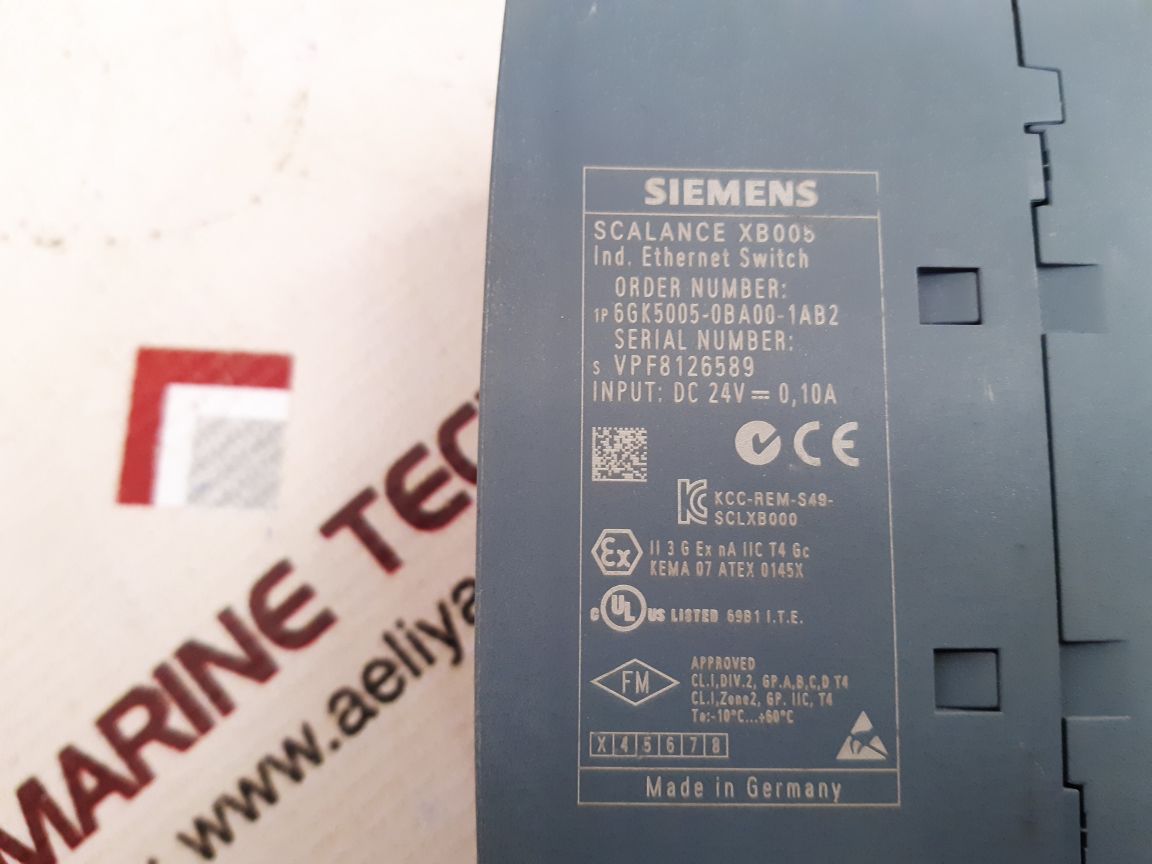 SIEMENS
SCALANCE XB005
Ind. Ethernet Switch
ORDER NUMBER:
1P 6GK5005-0BA00-1AB2
SERIAL NUMBER:
S VPF8126589
INPUT: DC 24V ⎓ 0,10A
KCC-REM-S49-
SCLXB000
Ex II 3 G Ex nA IIC T4 Gc
KEMA 07 ATEX 0145X
C UL US LISTED 69B1 I.T.E.
FM APPROVED
CL.I,DIV.2, GP.A,B,C,D T4
CL.I,Zone2, GP. IIC, T4
Ta:-10°C...+60°C
X 4 5 6 7 8
Made in Germany
MARINE TEC
www.aeliya